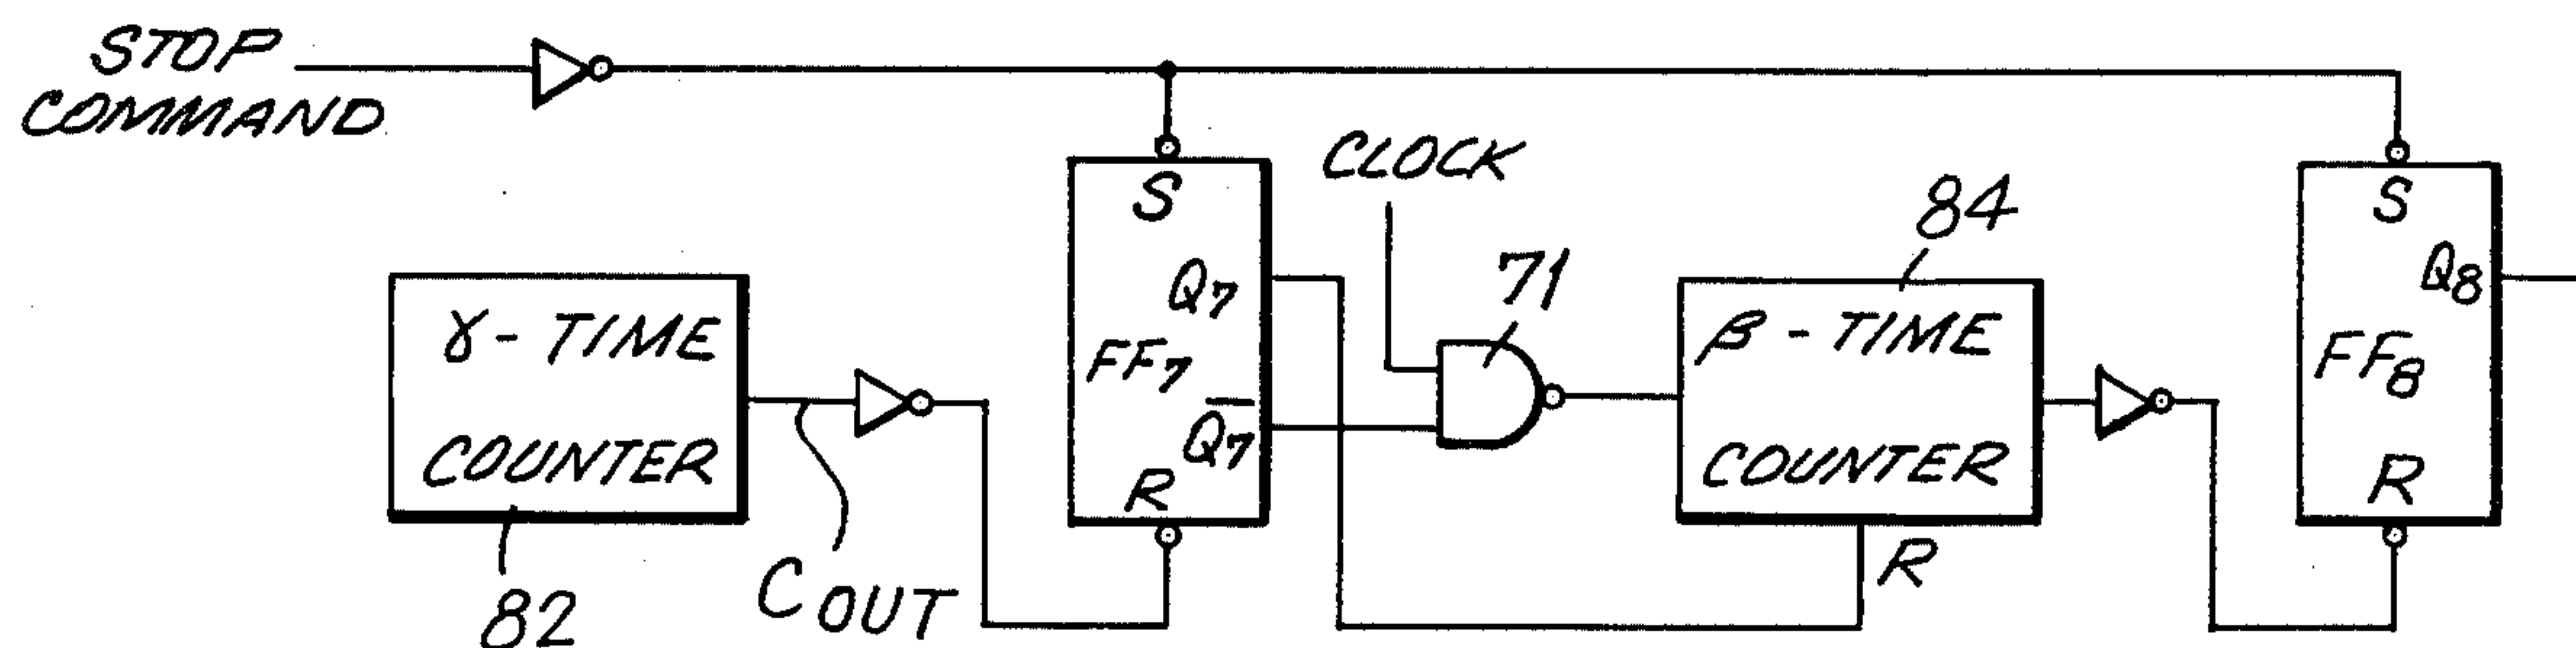 STOP
COMMAND
CLOCK
S
S
84
71
Q7
Q8
γ - TIME
COUNTER
FF7
β - TIME
COUNTER
FF8
Q̅7
R
R
R
COUT
82